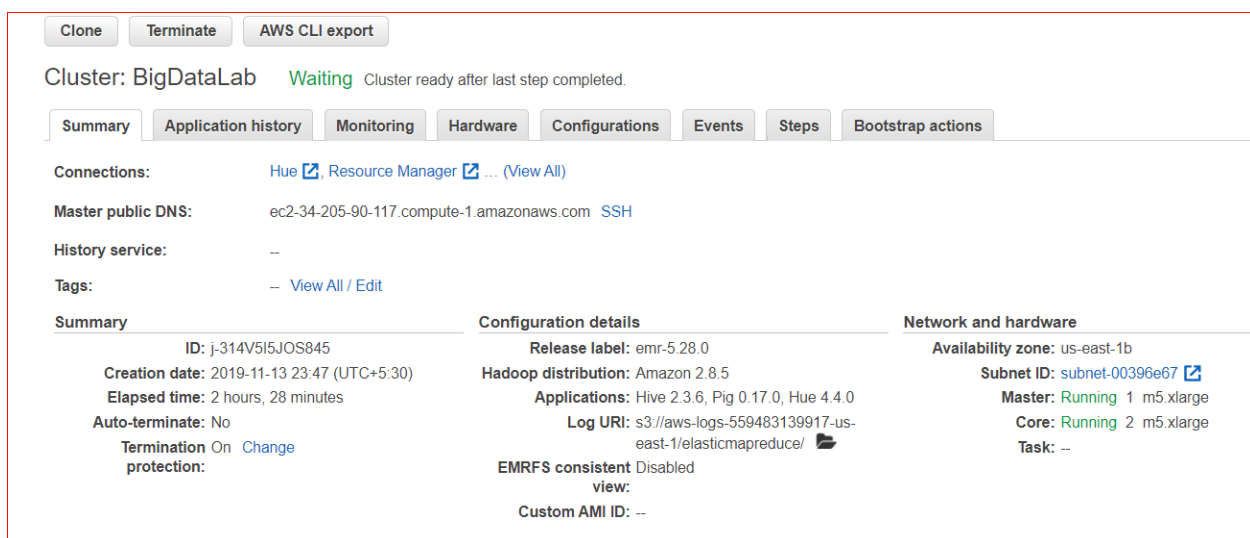 Clone Terminate AWS CLI export
Cluster: BigDataLab Waiting Cluster ready after last step completed.
Summary Application history Monitoring Hardware Configurations Events Steps Bootstrap actions
Connections: Hue , Resource Manager ... (View All)
Master public DNS: ec2-34-205-90-117.compute-1.amazonaws.com SSH
History service: --
Tags: -- View All / Edit
Summary
ID: j-314V5I5JOS845
Creation date: 2019-11-13 23:47 (UTC+5:30)
Elapsed time: 2 hours, 28 minutes
Auto-terminate: No
Termination On Change
protection:
Configuration details
Release label: emr-5.28.0
Hadoop distribution: Amazon 2.8.5
Applications: Hive 2.3.6, Pig 0.17.0, Hue 4.4.0
Log URI: s3://aws-logs-559483139917-us-
east-1/elasticmapreduce/
EMRFS consistent Disabled
view:
Custom AMI ID: --
Network and hardware
Availability zone: us-east-1b
Subnet ID: subnet-00396e67
Master: Running 1 m5.xlarge
Core: Running 2 m5.xlarge
Task: --